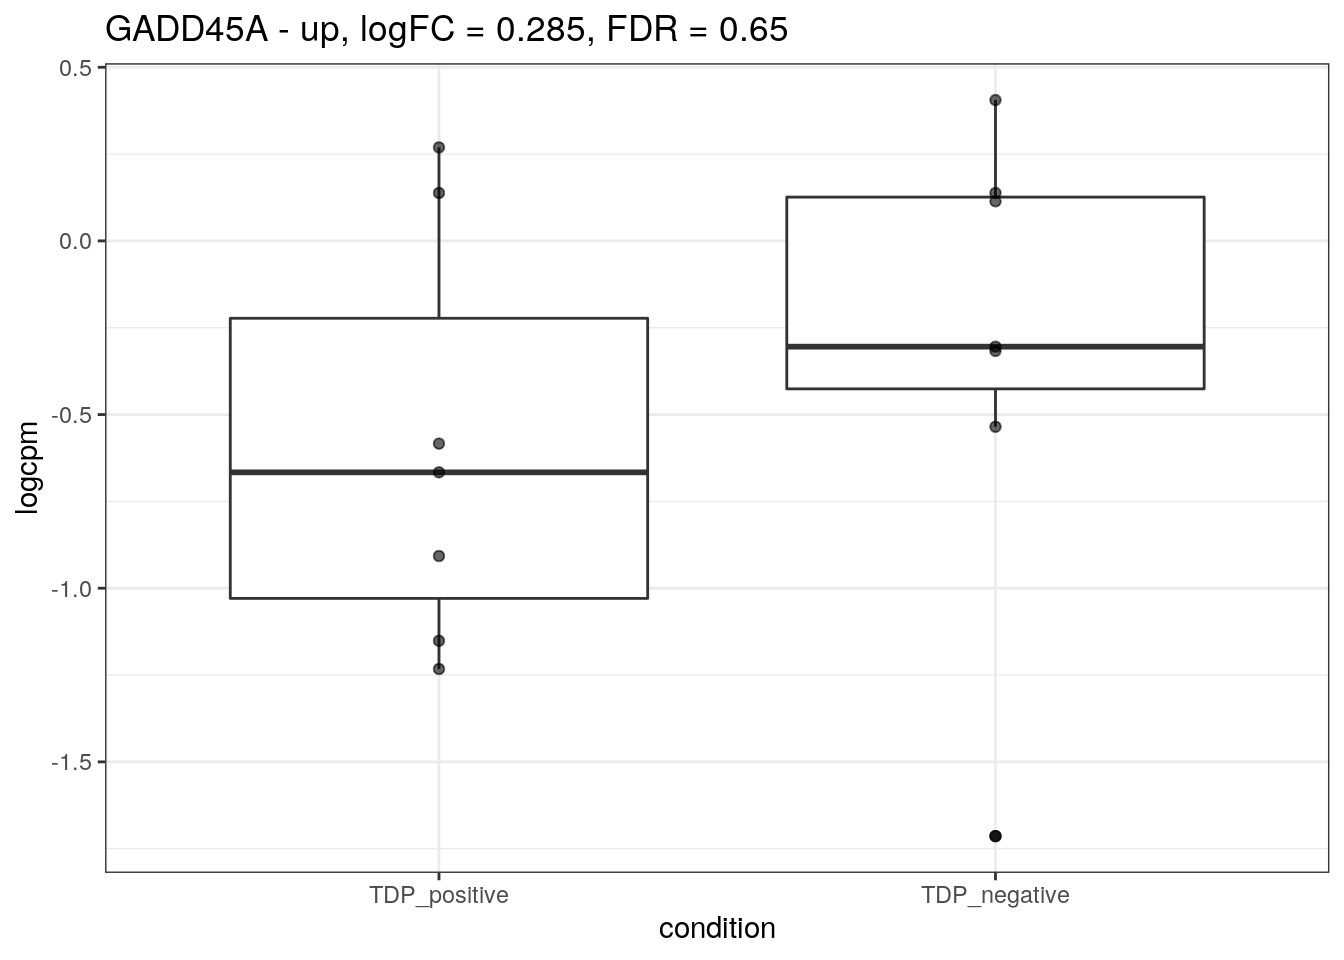 GADD45A - up, logFC = 0.285, FDR = 0.65
0.5
0.0
-0.5
-1.0
-1.5
logcpm
TDP_positive
TDP_negative
condition